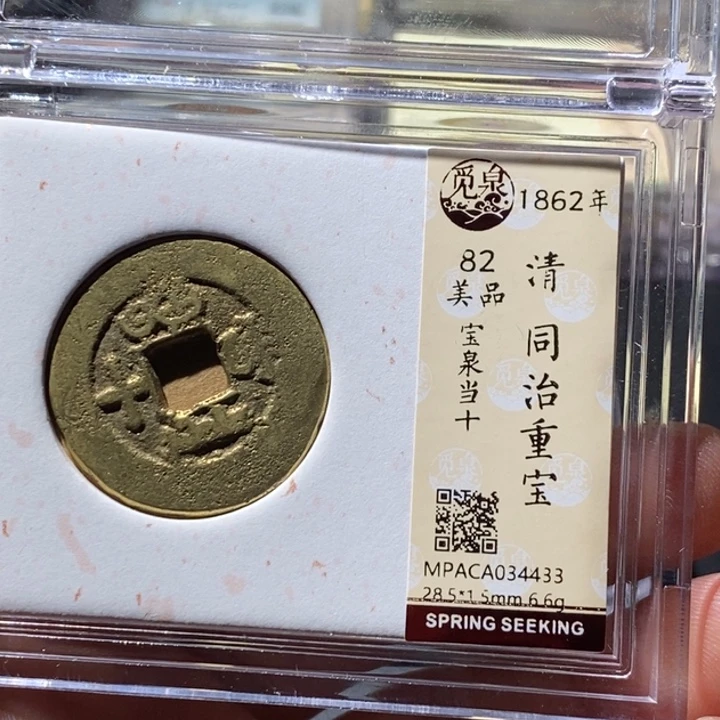 觅泉
1862年
82
美品
宝泉当十
清 同治重宝
MPACA034433
28.5*1.5mm,6.6g
SPRING SEEKING
十